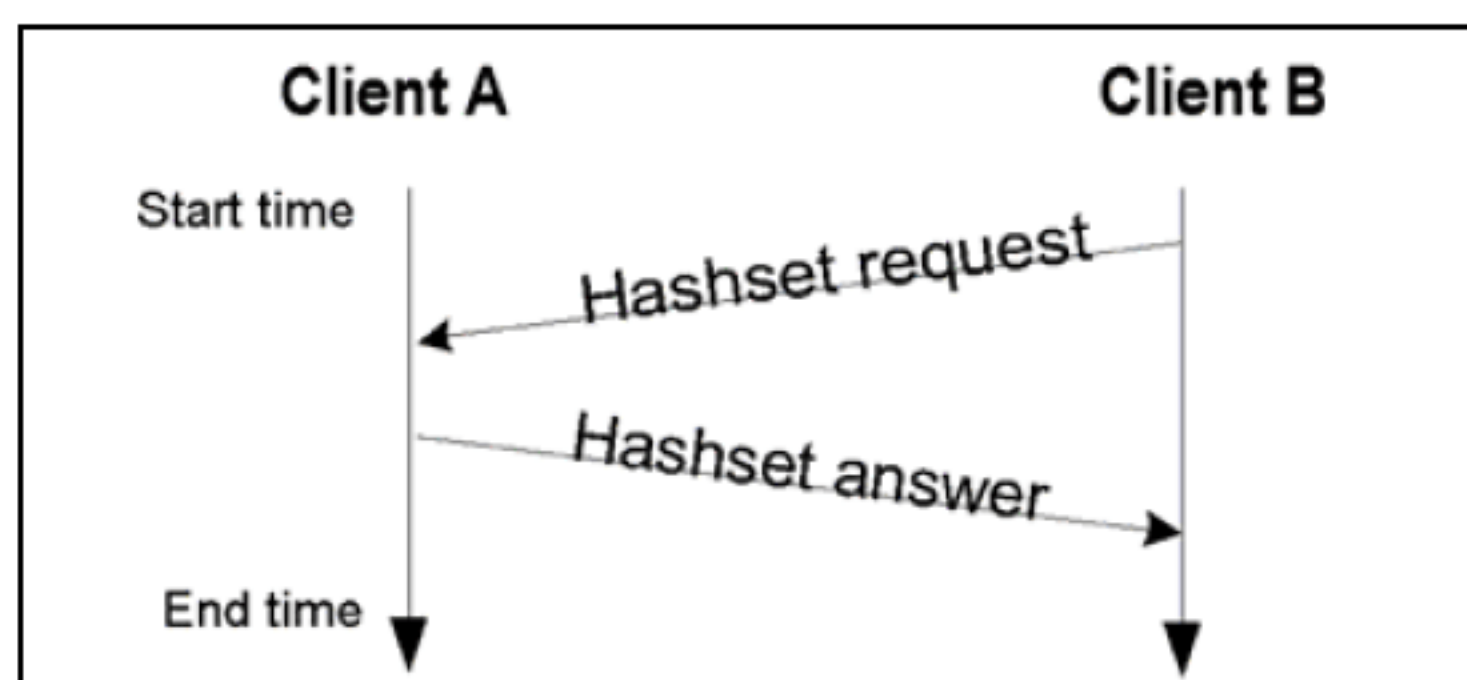 Client A
Client B
Start time
Hashset request
Hashset answer
End time